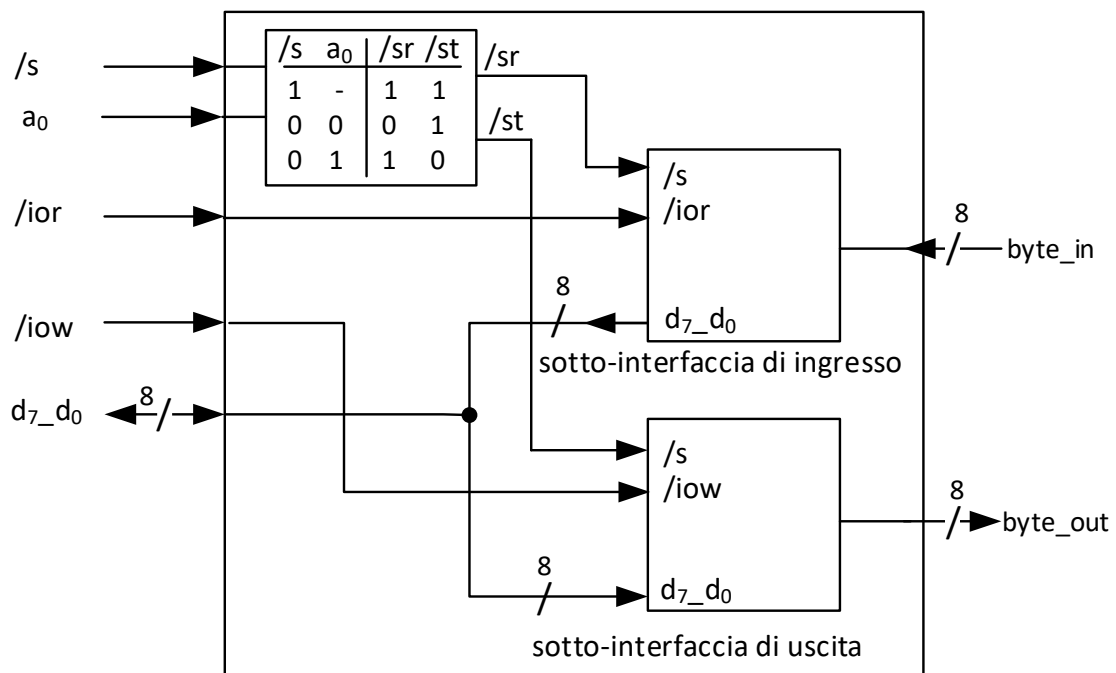 /s
a₀
/ior
/iow
d₇_d₀
8
/s a₀ /sr /st
1 - 1 1
0 0 0 1
0 1 1 0
/sr
/st
/s
/ior
d₇_d₀
8
sotto-interfaccia di ingresso
8
byte_in
/s
/iow
d₇_d₀
8
sotto-interfaccia di uscita
8
byte_out